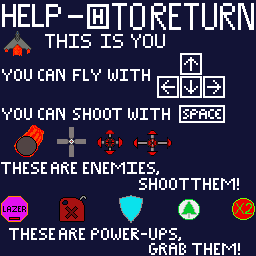 HELP - H TO RETURN
THIS IS YOU
YOU CAN FLY WITH ↑ ← ↓ →
YOU CAN SHOOT WITH SPACE
THESE ARE ENEMIES,
SHOOT THEM!
LAZER X2
THESE ARE POWER-UPS,
GRAB THEM!